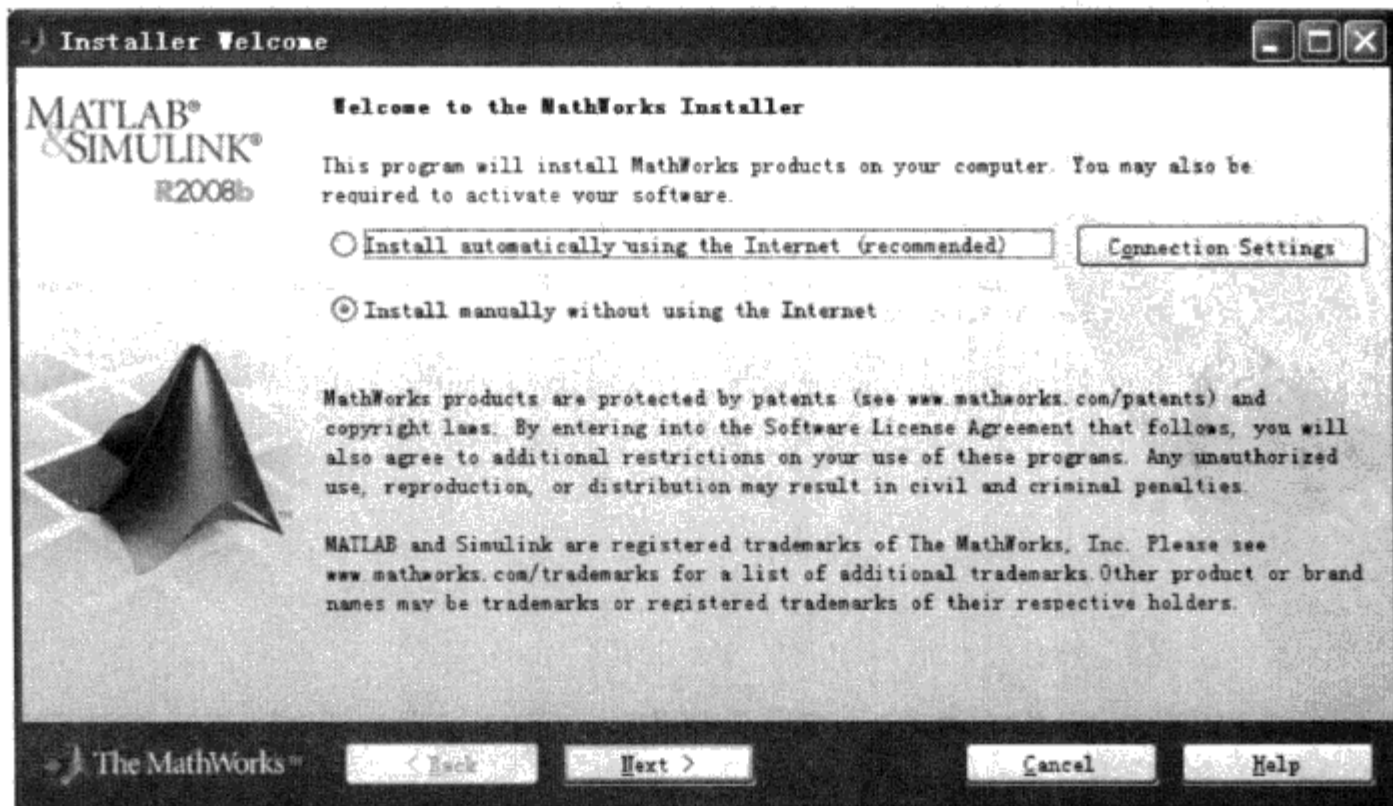 Installer Welcome
MATLAB®
&SIMULINK®
R2008b
Welcome to the MathWorks Installer
This program will install MathWorks products on your computer. You may also be
required to activate your software.
Install automatically using the Internet (recommended)
Connection Settings
Install manually without using the Internet
MathWorks products are protected by patents (see www.mathworks.com/patents) and
copyright laws. By entering into the Software License Agreement that follows, you will
also agree to additional restrictions on your use of these programs. Any unauthorized
use, reproduction, or distribution may result in civil and criminal penalties.
MATLAB and Simulink are registered trademarks of The MathWorks, Inc. Please see
www.mathworks.com/trademarks for a list of additional trademarks.Other product or brand
names may be trademarks or registered trademarks of their respective holders.
The MathWorks™
< Back
Next >
Cancel
Help